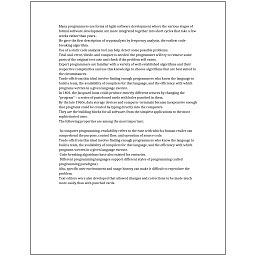 Many programmers use forms of Agile software development where the various stages of
formal software development are more integrated together into short cycles that take a few
weeks rather than years.
He gave the first description of cryptanalysis by frequency analysis, the earliest code-
breaking algorithm.
Use of a static code analysis tool can help detect some possible problems.
Trial-and-error/divide-and-conquer is needed: the programmer will try to remove some
parts of the original test case and check if the problem still exists.
Expert programmers are familiar with a variety of well-established algorithms and their
respective complexities and use this knowledge to choose algorithms that are best suited to
the circumstances.
Trade-offs from this ideal involve finding enough programmers who know the language to
build a team, the availability of compilers for that language, and the efficiency with which
programs written in a given language execute.
In 1801, the Jacquard loom could produce entirely different weaves by changing the
"program" – a series of pasteboard cards with holes punched in them.
By the late 1960s, data storage devices and computer terminals became inexpensive enough
that programs could be created by typing directly into the computers.
They are the building blocks for all software, from the simplest applications to the most
sophisticated ones.
The following properties are among the most important:

In computer programming, readability refers to the ease with which a human reader can
comprehend the purpose, control flow, and operation of source code.
Trade-offs from this ideal involve finding enough programmers who know the language to
build a team, the availability of compilers for that language, and the efficiency with which
programs written in a given language execute.
Code-breaking algorithms have also existed for centuries.
Different programming languages support different styles of programming (called
programming paradigms).
Also, specific user environment and usage history can make it difficult to reproduce the
problem.
Text editors were also developed that allowed changes and corrections to be made much
more easily than with punched cards.